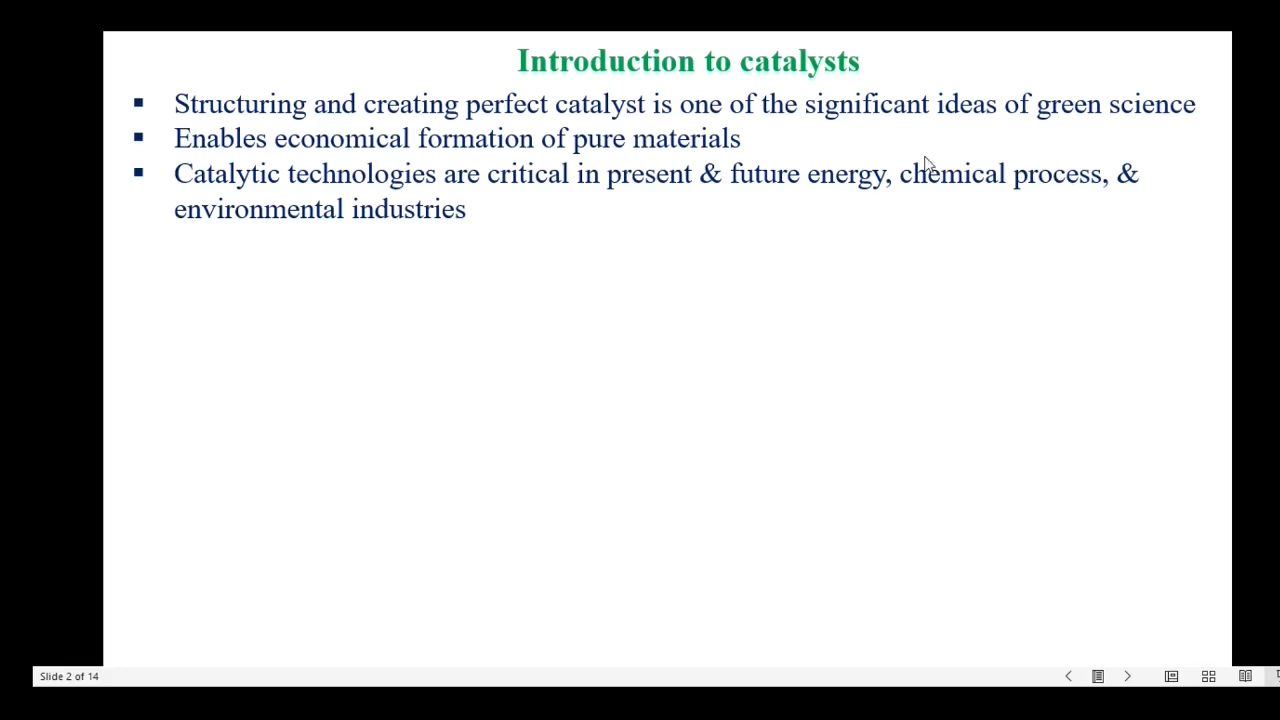 Introduction to catalysts
▪ Structuring and creating perfect catalyst is one of the significant ideas of green science
▪ Enables economical formation of pure materials
▪ Catalytic technologies are critical in present & future energy, chemical process, &
environmental industries
Slide 2 of 14